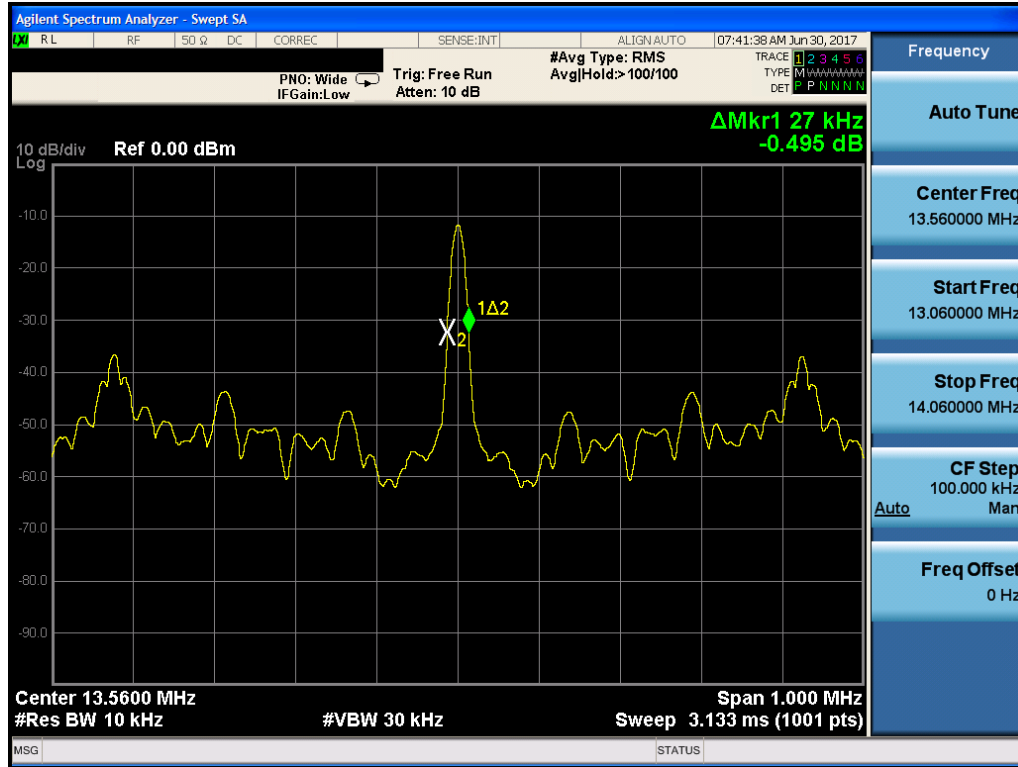 Agilent Spectrum Analyzer - Swept SA
LXI RL RF 50 Ω DC CORREC SENSE:INT ALIGN AUTO 07:41:38 AM Jun 30, 2017
Frequency
PNO: Wide
IFGain:Low
Trig: Free Run
Atten: 10 dB
#Avg Type: RMS
Avg|Hold:> 100/100
TRACE 1 2 3 4 5 6
TYPE M WWWWW
DET P P N N N N
Auto Tune
ΔMkr1 27 kHz
-0.495 dB
10 dB/div Ref 0.00 dBm
Log
-10.0
-20.0
-30.0
-40.0
-50.0
-60.0
-70.0
-80.0
-90.0
1Δ2
X2
Center Freq
13.560000 MHz
Start Freq
13.060000 MHz
Stop Freq
14.060000 MHz
CF Step
100.000 kHz
Auto Man
Freq Offset
0 Hz
Center 13.5600 MHz Span 1.000 MHz
#Res BW 10 kHz #VBW 30 kHz Sweep 3.133 ms (1001 pts)
MSG STATUS